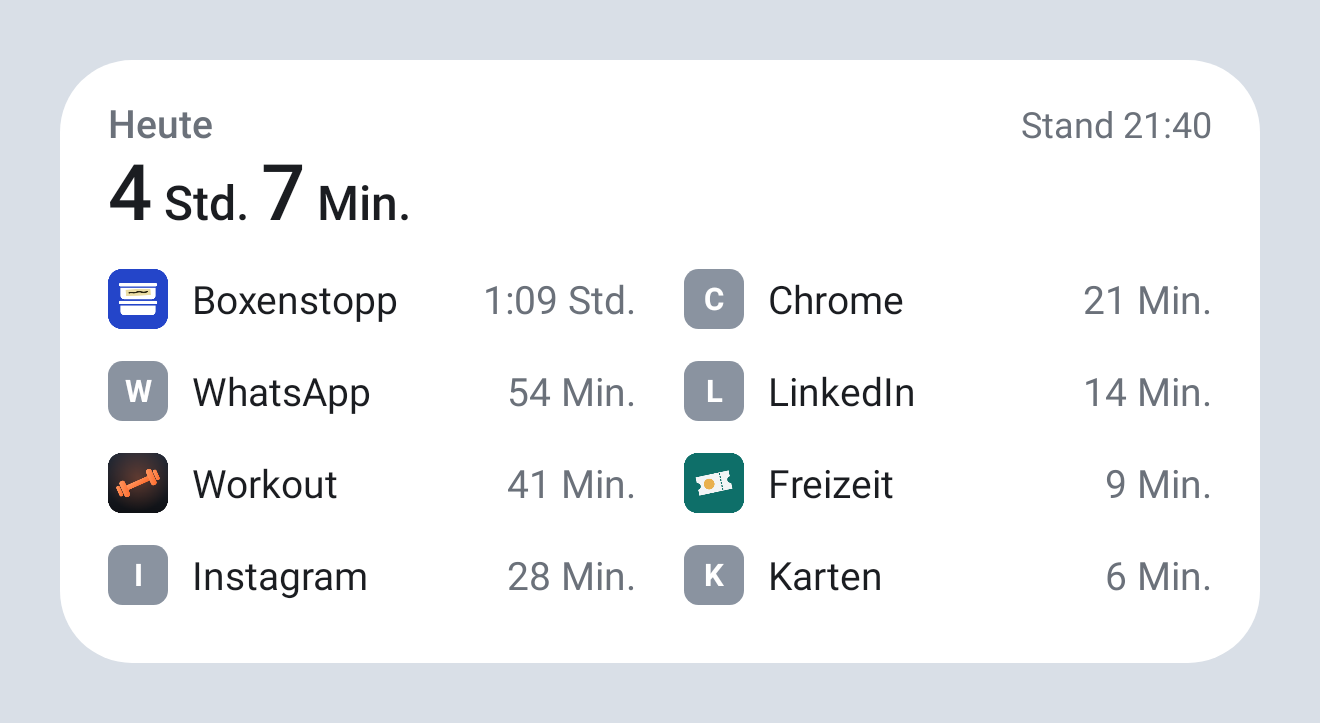 Heute
Stand 21:40
4 Std. 7 Min.
Boxenstopp 1:09 Std.
C Chrome 21 Min.
W WhatsApp 54 Min.
L LinkedIn 14 Min.
Workout 41 Min.
Freizeit 9 Min.
I Instagram 28 Min.
K Karten 6 Min.